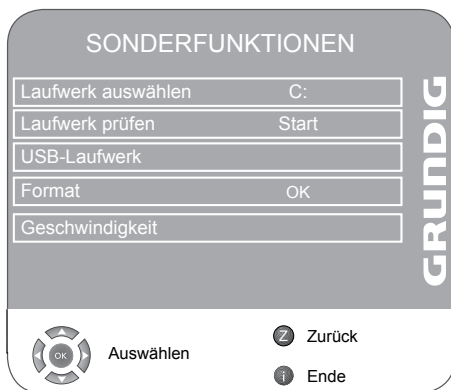 SONDERFUNKTIONEN
Laufwerk auswählen C:
Laufwerk prüfen Start
USB-Laufwerk
Format OK
Geschwindigkeit
GRUNDIG
OK Auswählen
Z Zurück
i Ende